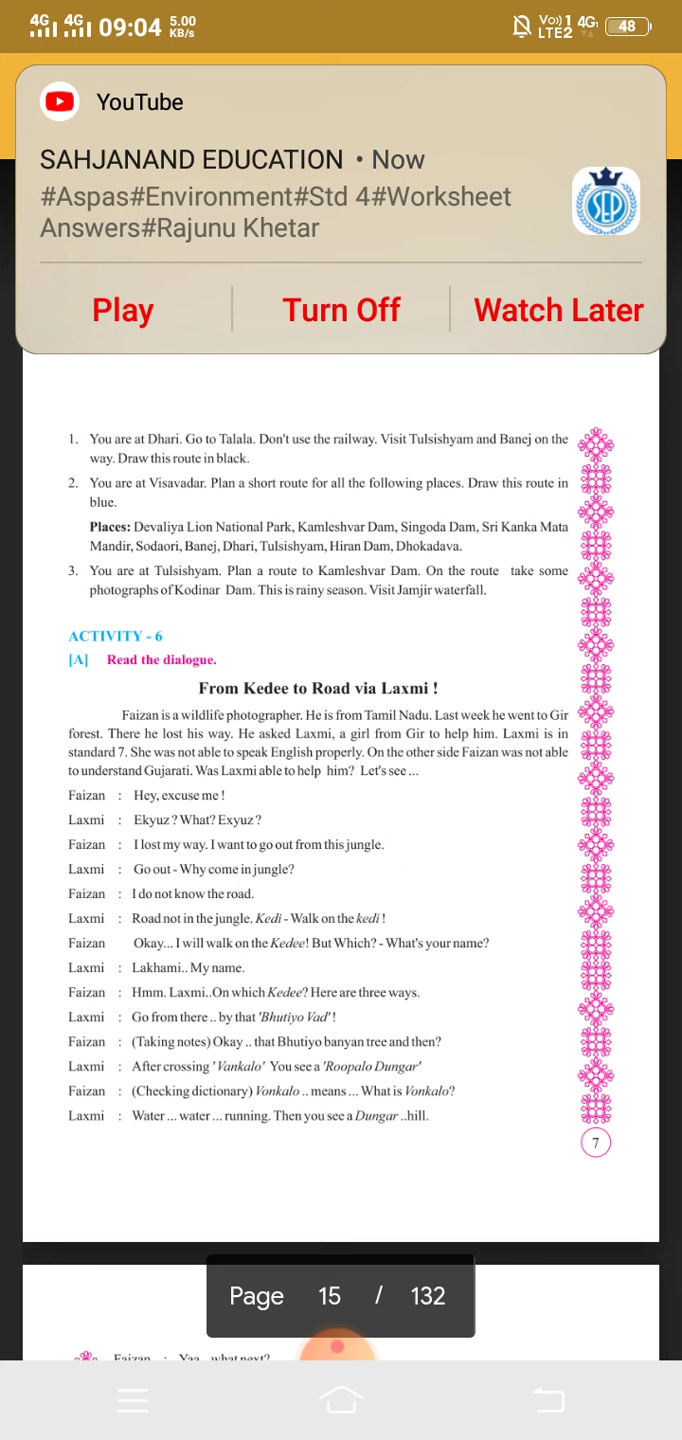 4G 4G 09:04 5.00 KB/s Vo)) 1 LTE2 4G 48
YouTube
SAHJANAND EDUCATION • Now
#Aspas#Environment#Std 4#Worksheet
Answers#Rajunu Khetar
SEP
Play Turn Off Watch Later
1. You are at Dhari. Go to Talala. Don't use the railway. Visit Tulsishyam and Banej on the
way. Draw this route in black.
2. You are at Visavadar. Plan a short route for all the following places. Draw this route in
blue.
Places: Devaliya Lion National Park, Kamleshvar Dam, Singoda Dam, Sri Kanka Mata
Mandir, Sodaori, Banej, Dhari, Tulsishyam, Hiran Dam, Dhokadava.
3. You are at Tulsishyam. Plan a route to Kamleshvar Dam. On the route take some
photographs of Kodinar Dam. This is rainy season. Visit Jamjir waterfall.
ACTIVITY - 6
[A] Read the dialogue.
From Kedee to Road via Laxmi !
Faizan is a wildlife photographer. He is from Tamil Nadu. Last week he went to Gir
forest. There he lost his way. He asked Laxmi, a girl from Gir to help him. Laxmi is in
standard 7. She was not able to speak English properly. On the other side Faizan was not able
to understand Gujarati. Was Laxmi able to help him? Let's see ...
Faizan : Hey, excuse me !
Laxmi : Ekyuz ? What? Exyuz ?
Faizan : I lost my way. I want to go out from this jungle.
Laxmi : Go out - Why come in jungle?
Faizan : I do not know the road.
Laxmi : Road not in the jungle. Kedi - Walk on the kedi !
Faizan Okay... I will walk on the Kedee! But Which? - What's your name?
Laxmi : Lakhami.. My name.
Faizan : Hmm. Laxmi..On which Kedee? Here are three ways.
Laxmi : Go from there .. by that 'Bhutiyo Vad' !
Faizan : (Taking notes) Okay .. that Bhutiyo banyan tree and then?
Laxmi : After crossing 'Vankalo' You see a 'Roopalo Dungar'
Faizan : (Checking dictionary) Vonkalo .. means ... What is Vonkalo?
Laxmi : Water ... water ... running. Then you see a Dungar ..hill.
7
Page 15 / 132
Faizan : Yaa what next?